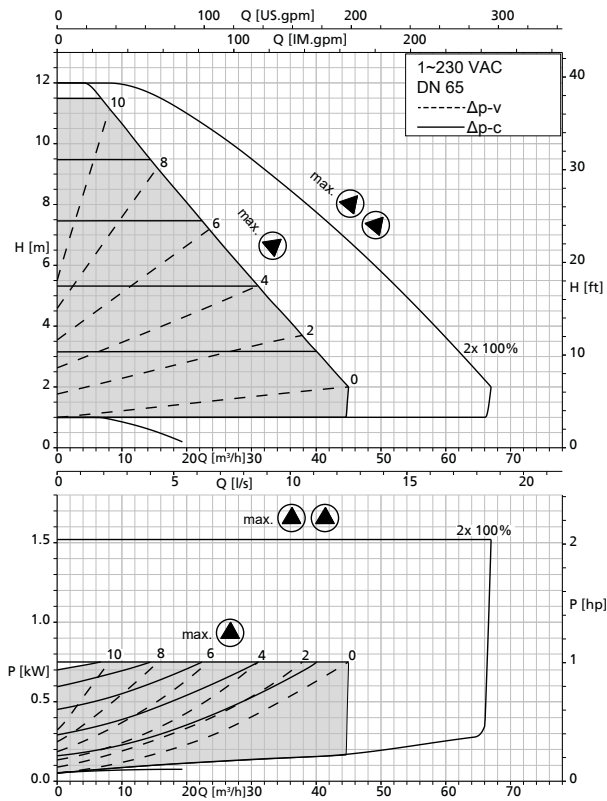 0 100 Q [US.gpm] 200 300
0 100 Q [IM.gpm] 200
1~230 VAC
DN 65
Δp-v
Δp-c
12
10
8
H [m]
6
4
2
0
40
30
20
H [ft]
10
0
10
8
6
4
2
0
max.
max.
2x 100%
0 10 20 Q [m³/h] 30 40 50 60 70
0 5 Q [l/s] 10 15 20
max.
2x 100%
max.
10 8 6 4 2 0
1.5
1.0
P [kW]
0.5
0.0
2
P [hp]
1
0
0 10 20 Q [m³/h] 30 40 50 60 70